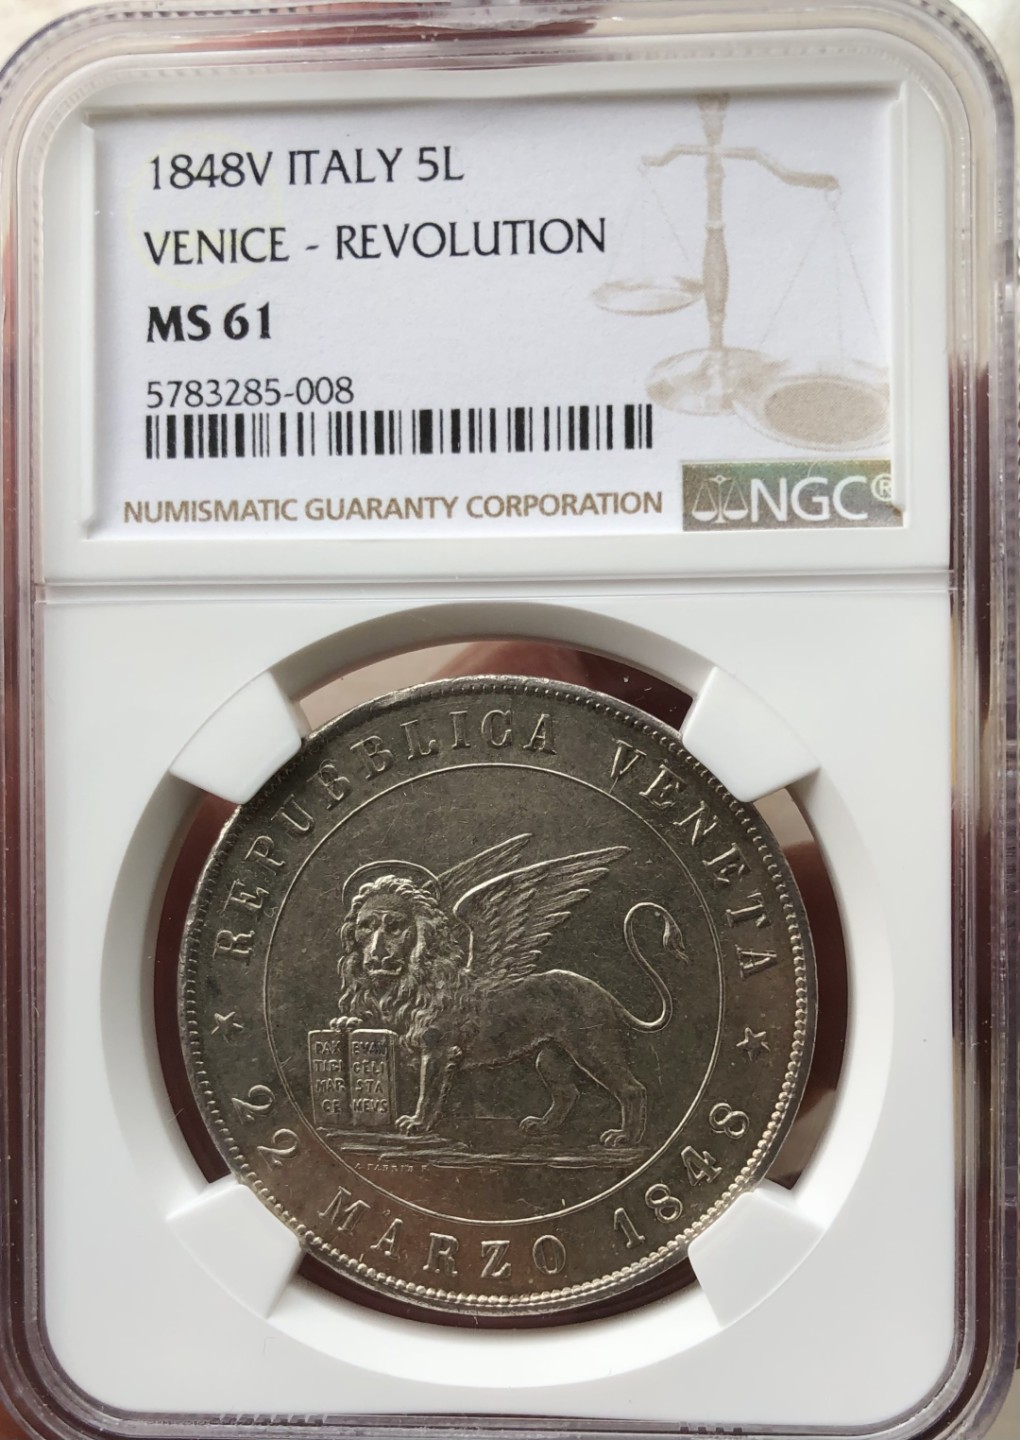 1848V ITALY 5L
VENICE - REVOLUTION
MS 61
5783285-008
NUMISMATIC GUARANTY CORPORATION
NGC®
REPUBBLICA VENETA
PAX EVAN
TIBI GELI
MAR STA
CE MEVS
22 MARZO 1848